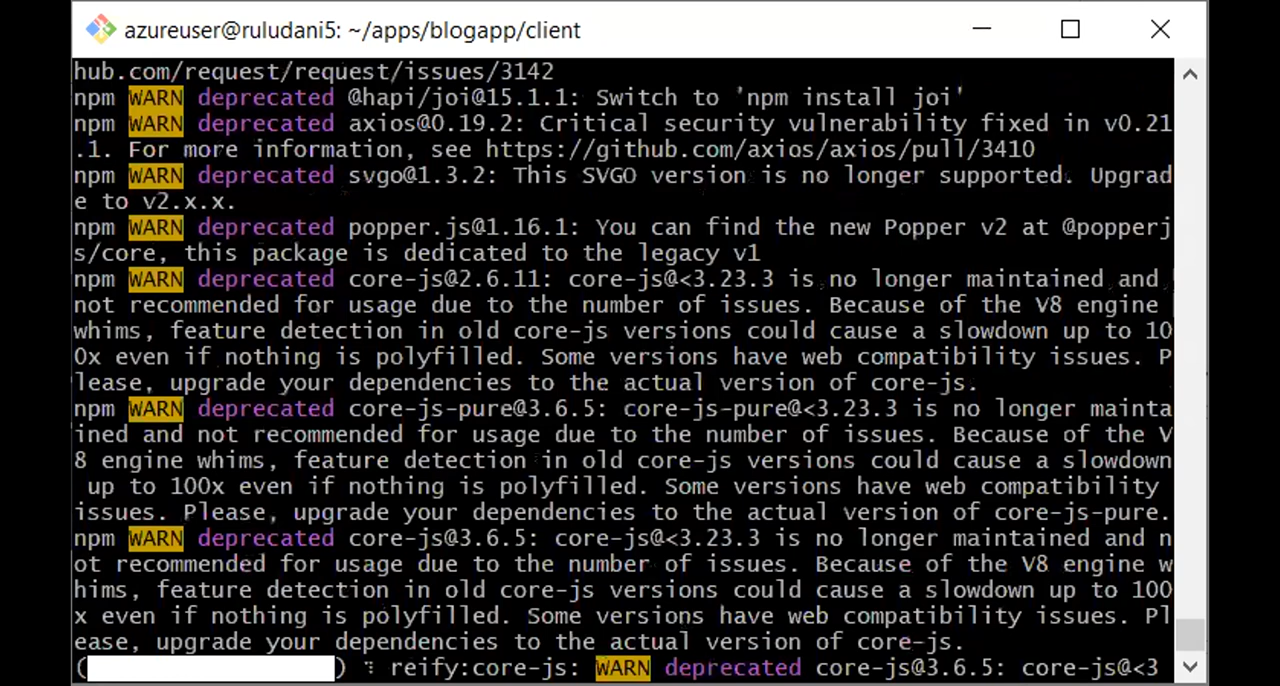 azureuser@ruludani5: ~/apps/blogapp/client
hub.com/request/request/issues/3142
npm WARN deprecated @hapi/joi@15.1.1: Switch to 'npm install joi'
npm WARN deprecated axios@0.19.2: Critical security vulnerability fixed in v0.21
.1. For more information, see https://github.com/axios/axios/pull/3410
npm WARN deprecated svgo@1.3.2: This SVGO version is no longer supported. Upgrad
e to v2.x.x.
npm WARN deprecated popper.js@1.16.1: You can find the new Popper v2 at @popperj
s/core, this package is dedicated to the legacy v1
npm WARN deprecated core-js@2.6.11: core-js@<3.23.3 is no longer maintained and
not recommended for usage due to the number of issues. Because of the V8 engine
whims, feature detection in old core-js versions could cause a slowdown up to 10
0x even if nothing is polyfilled. Some versions have web compatibility issues. P
lease, upgrade your dependencies to the actual version of core-js.
npm WARN deprecated core-js-pure@3.6.5: core-js-pure@<3.23.3 is no longer mainta
ined and not recommended for usage due to the number of issues. Because of the V
8 engine whims, feature detection in old core-js versions could cause a slowdown
up to 100x even if nothing is polyfilled. Some versions have web compatibility
issues. Please, upgrade your dependencies to the actual version of core-js-pure.
npm WARN deprecated core-js@3.6.5: core-js@<3.23.3 is no longer maintained and n
ot recommended for usage due to the number of issues. Because of the V8 engine w
hims, feature detection in old core-js versions could cause a slowdown up to 100
x even if nothing is polyfilled. Some versions have web compatibility issues. Pl
ease, upgrade your dependencies to the actual version of core-js.
( ) ⠹ reify:core-js: WARN deprecated core-js@3.6.5: core-js@<3